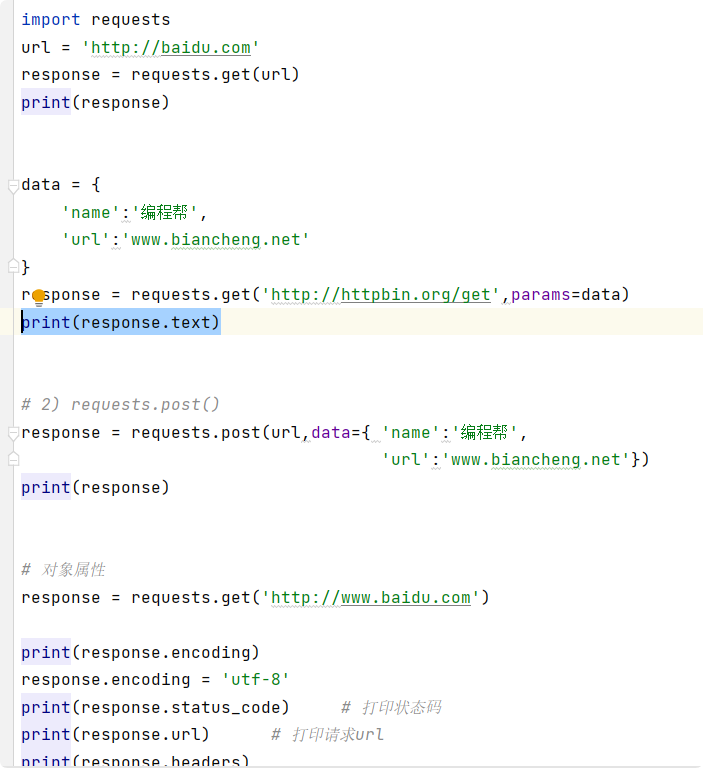 import requests
url = 'http://baidu.com'
response = requests.get(url)
print(response)
data = {
    'name':'编程帮',
    'url':'www.biancheng.net'
}
response = requests.get('http://httpbin.org/get',params=data)
print(response.text)
# 2) requests.post()
response = requests.post(url,data={ 'name':'编程帮',
                                    'url':'www.biancheng.net'})
print(response)
# 对象属性
response = requests.get('http://www.baidu.com')
print(response.encoding)
response.encoding = 'utf-8'
print(response.status_code)     # 打印状态码
print(response.url)      # 打印请求url
print(response.headers)